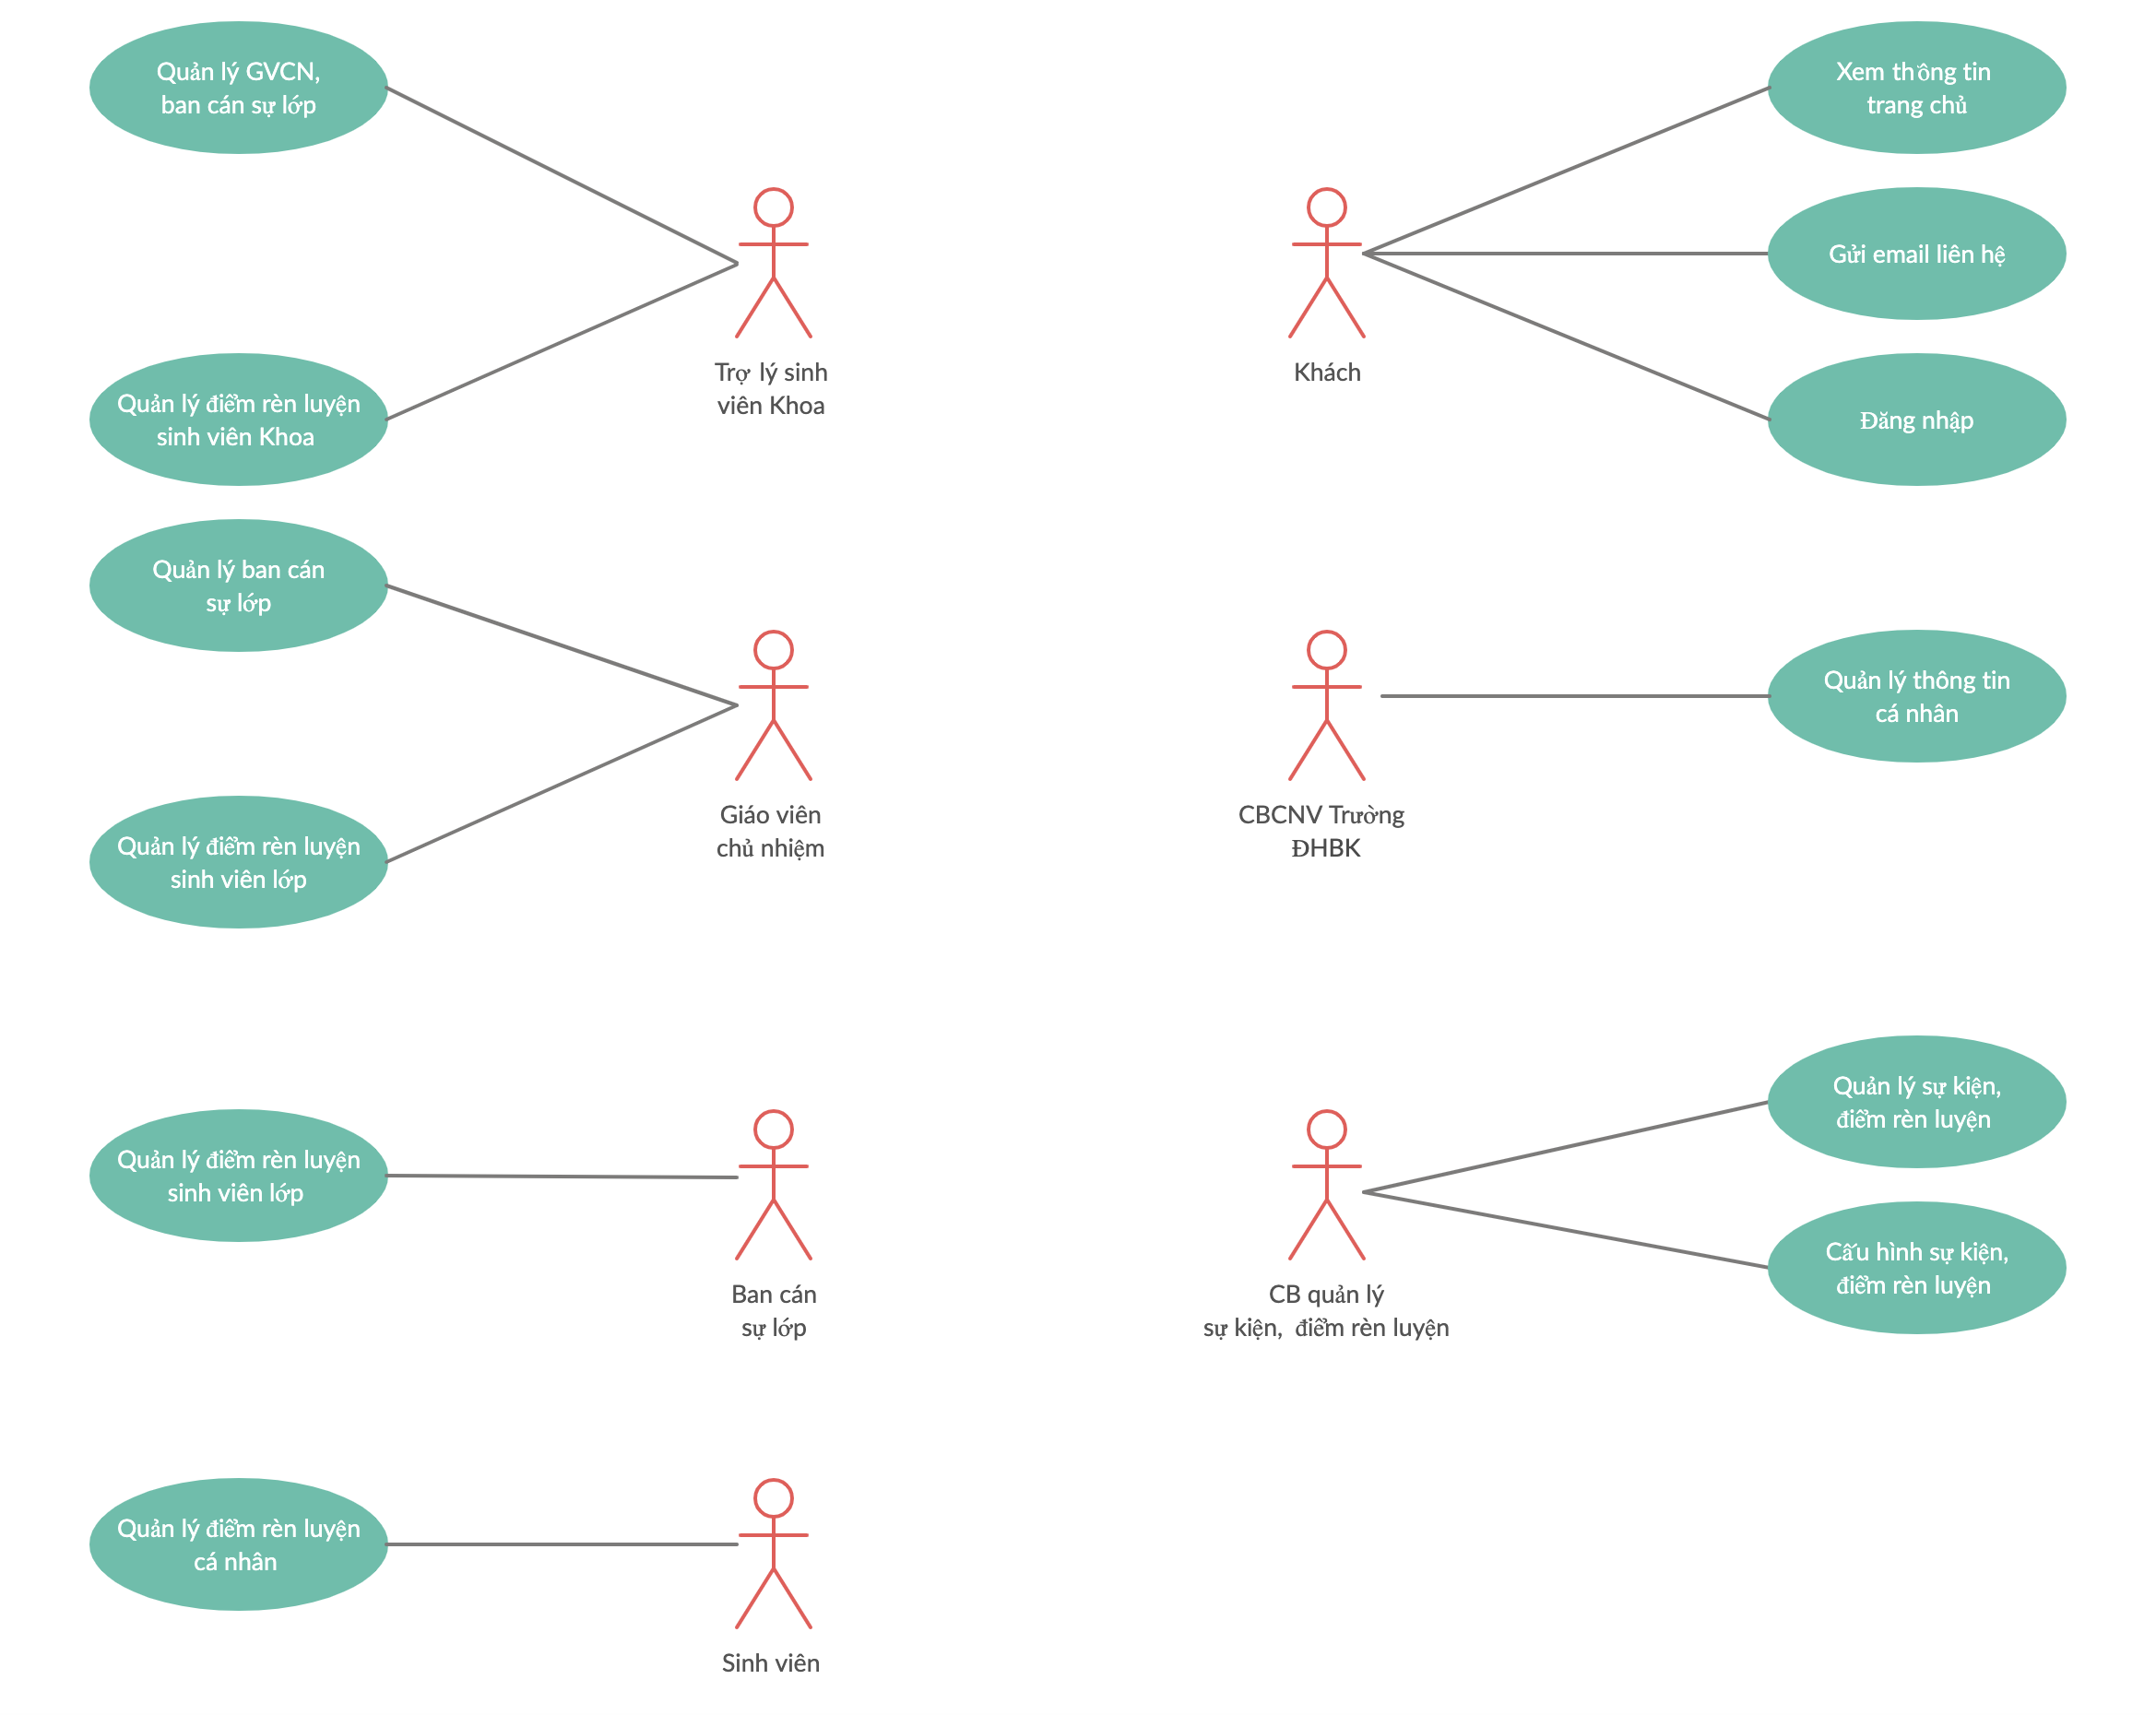 Quản lý GVCN,
ban cán sự lớp
Xem thông tin
trang chủ
Gửi email liên hệ
Trợ lý sinh
viên Khoa
Khách
Quản lý điểm rèn luyện
sinh viên Khoa
Đăng nhập
Quản lý ban cán
sự lớp
Quản lý thông tin
cá nhân
Giáo viên
chủ nhiệm
CBCNV Trường
ĐHBK
Quản lý điểm rèn luyện
sinh viên lớp
Quản lý sự kiện,
điểm rèn luyện
Quản lý điểm rèn luyện
sinh viên lớp
Cấu hình sự kiện,
điểm rèn luyện
Ban cán
sự lớp
CB quản lý
sự kiện, điểm rèn luyện
Quản lý điểm rèn luyện
cá nhân
Sinh viên